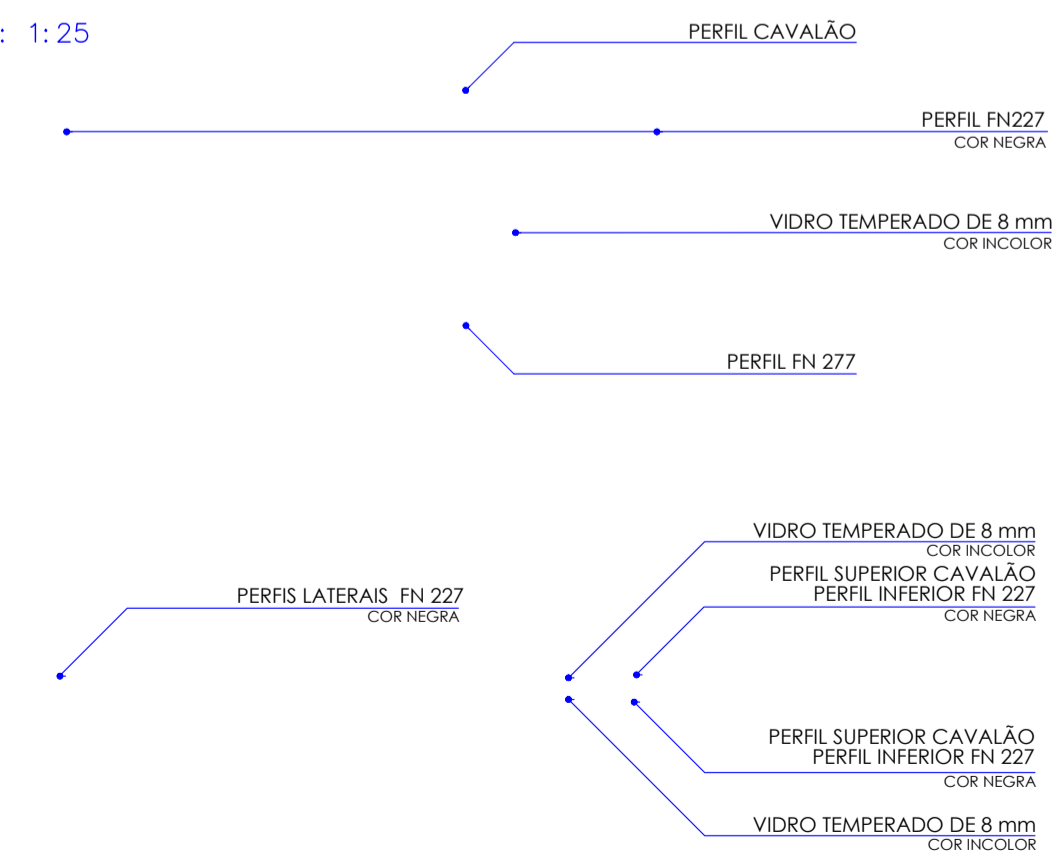 : 1:25
PERFIL CAVALÃO
PERFIL FN227
COR NEGRA
VIDRO TEMPERADO DE 8 mm
COR INCOLOR
PERFIL FN 277
VIDRO TEMPERADO DE 8 mm
COR INCOLOR
PERFIL SUPERIOR CAVALÃO
PERFIL INFERIOR FN 227
COR NEGRA
PERFIS LATERAIS FN 227
COR NEGRA
PERFIL SUPERIOR CAVALÃO
PERFIL INFERIOR FN 227
COR NEGRA
VIDRO TEMPERADO DE 8 mm
COR INCOLOR